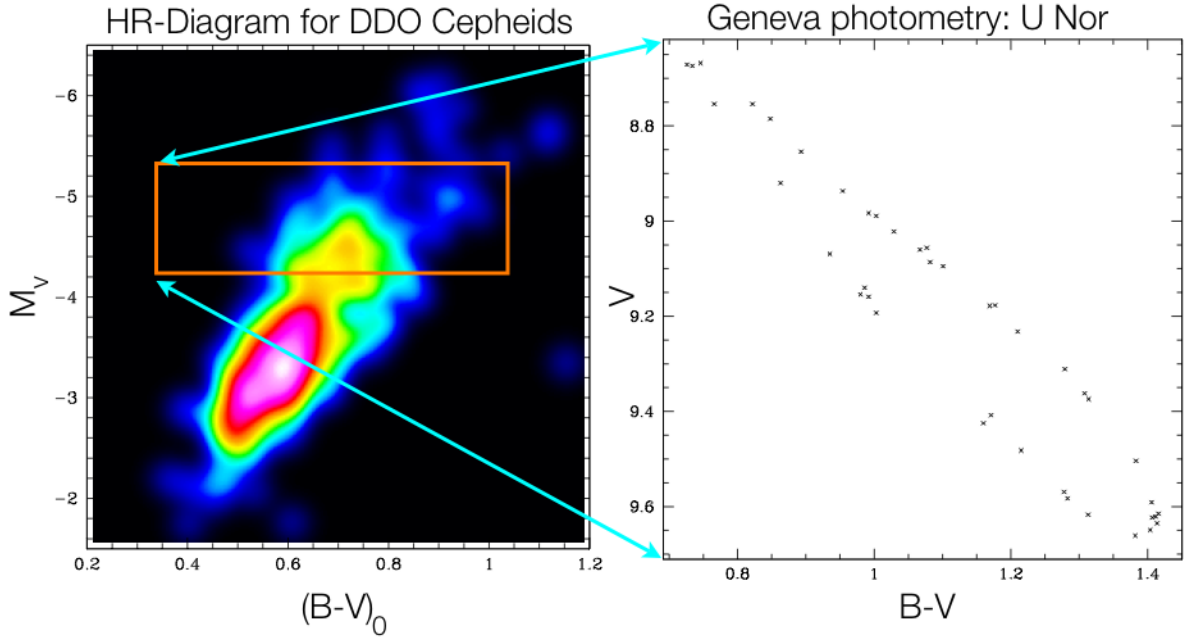 HR-Diagram for DDO Cepheids
-6
-5
-4
-3
-2
M_V
0.2 0.4 0.6 0.8 1 1.2
(B-V)_0
Geneva photometry: U Nor
8.8
9
9.2
9.4
9.6
V
0.8 1 1.2 1.4
B-V